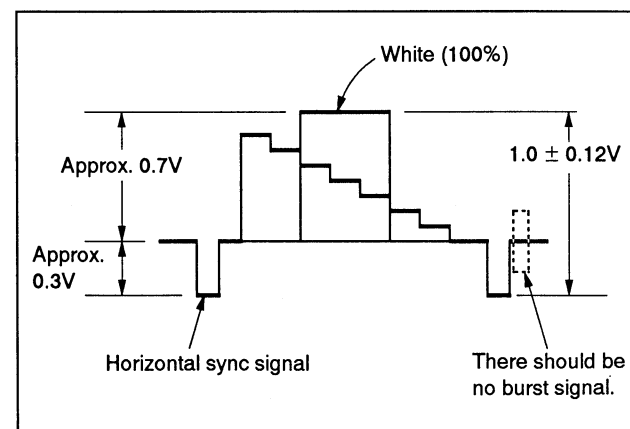 White (100%)
Approx. 0.7V
1.0 ± 0.12V
Approx.
0.3V
Horizontal sync signal
There should be
no burst signal.